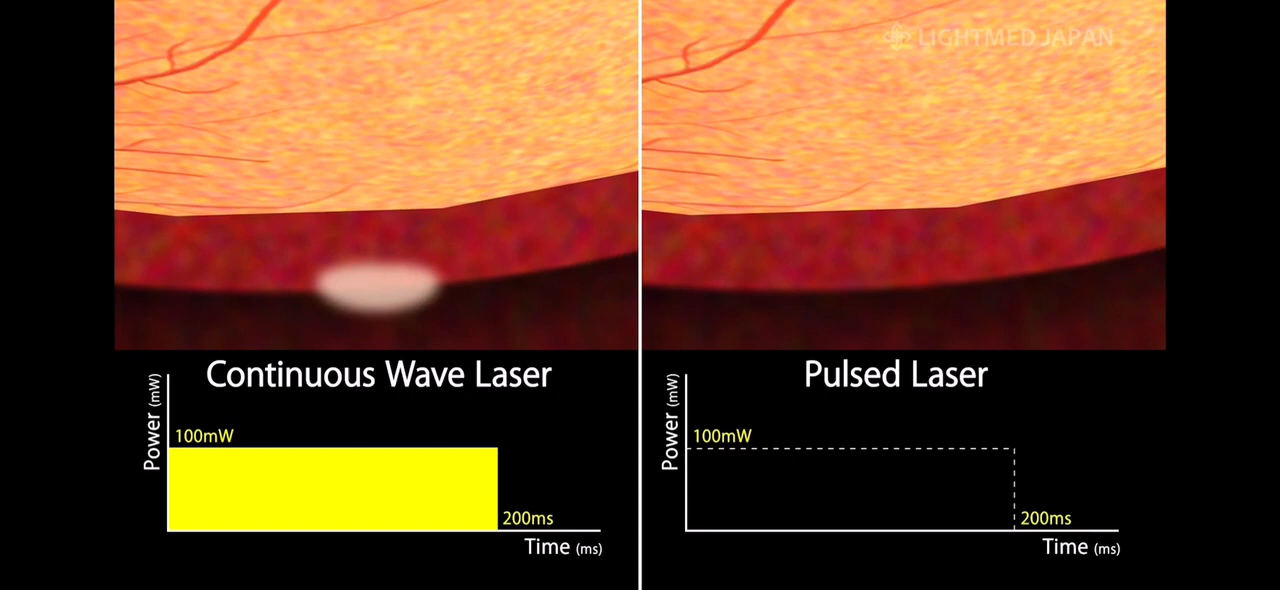 LIGHTMED JAPAN
Continuous Wave Laser
Power (mW)
100mW
200ms
Time (ms)
Pulsed Laser
Power (mW)
100mW
200ms
Time (ms)